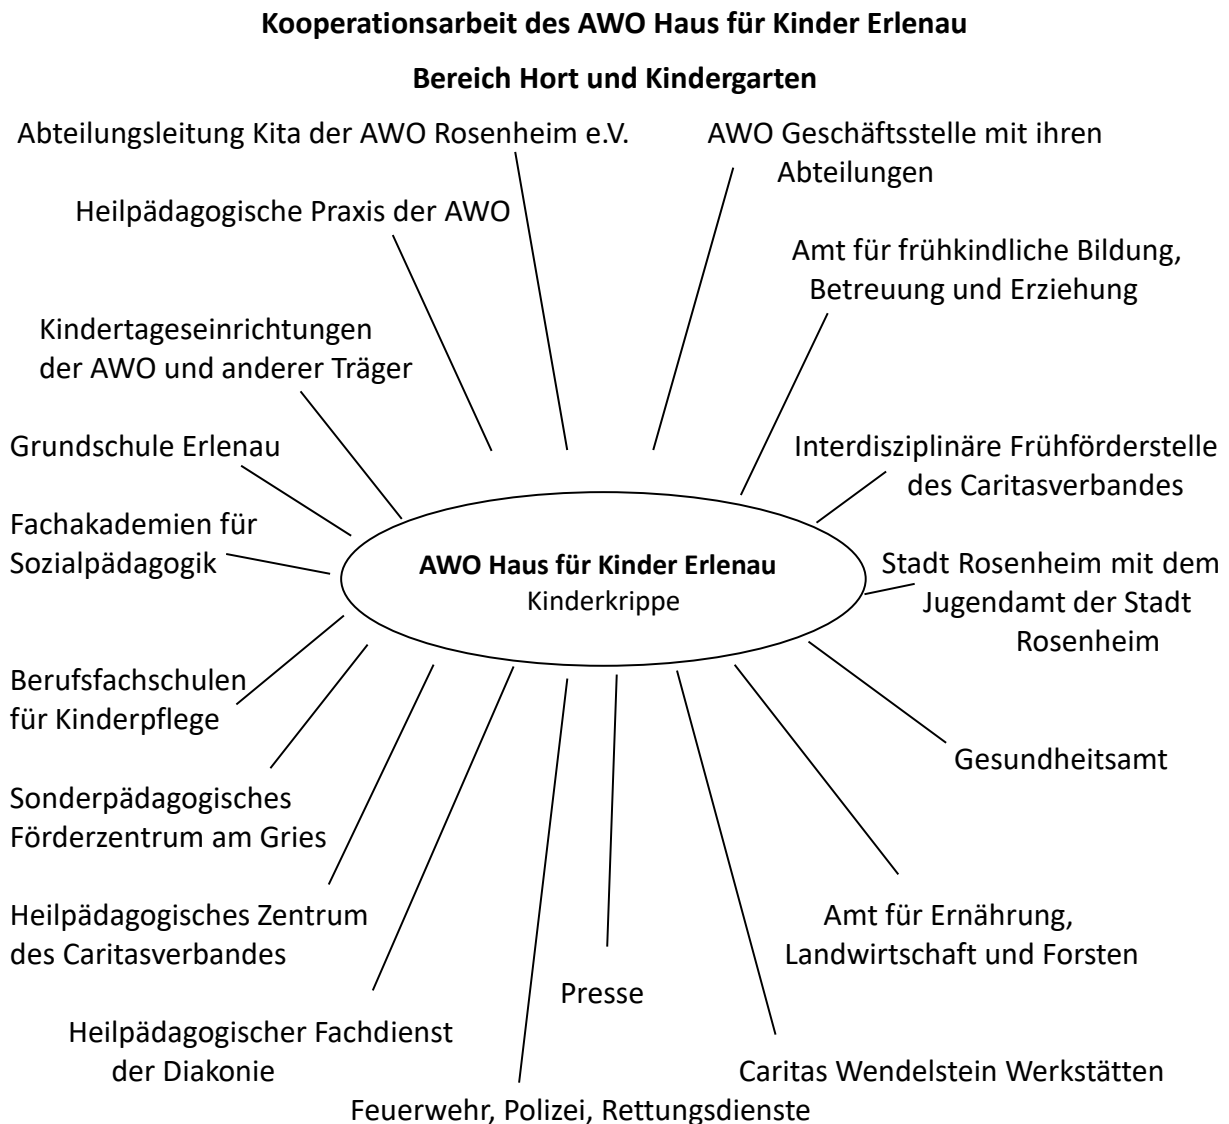 Kooperationsarbeit des AWO Haus für Kinder Erlenau
Bereich Hort und Kindergarten
Abteilungsleitung Kita der AWO Rosenheim e.V.
AWO Geschäftsstelle mit ihren
Abteilungen
Heilpädagogische Praxis der AWO
Amt für frühkindliche Bildung,
Betreuung und Erziehung
Kindertageseinrichtungen
der AWO und anderer Träger
Grundschule Erlenau
Interdisziplinäre Frühförderstelle
des Caritasverbandes
Fachakademien für
Sozialpädagogik
AWO Haus für Kinder Erlenau
Kinderkrippe
Stadt Rosenheim mit dem
Jugendamt der Stadt
Rosenheim
Berufsfachschulen
für Kinderpflege
Gesundheitsamt
Sonderpädagogisches
Förderzentrum am Gries
Heilpädagogisches Zentrum
des Caritasverbandes
Amt für Ernährung,
Landwirtschaft und Forsten
Presse
Heilpädagogischer Fachdienst
der Diakonie
Caritas Wendelstein Werkstätten
Feuerwehr, Polizei, Rettungsdienste